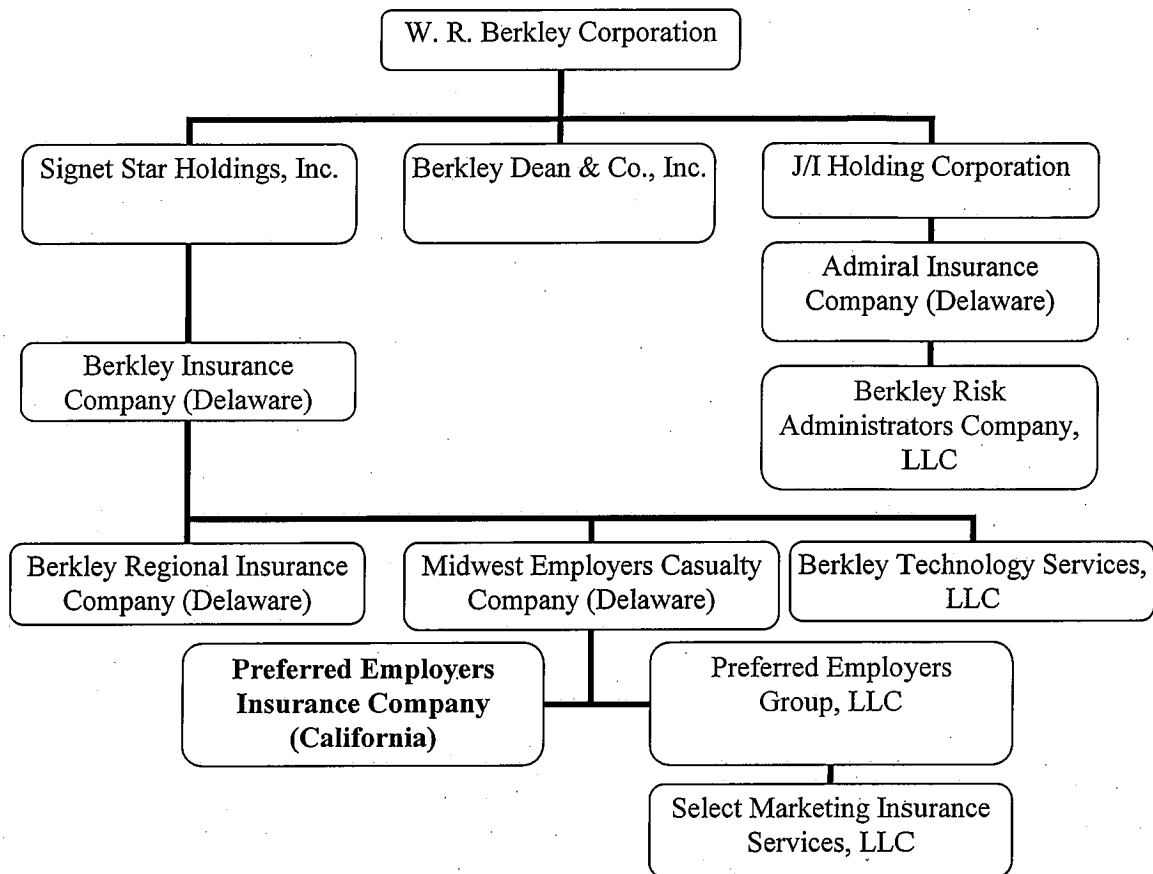 W. R. Berkley Corporation
Signet Star Holdings, Inc.
Berkley Dean & Co., Inc.
J/I Holding Corporation
Admiral Insurance
Company (Delaware)
Berkley Insurance
Company (Delaware)
Berkley Risk
Administrators Company,
LLC
Berkley Regional Insurance
Company (Delaware)
Midwest Employers Casualty
Company (Delaware)
Berkley Technology Services,
LLC
Preferred Employers
Insurance Company
(California)
Preferred Employers
Group, LLC
Select Marketing Insurance
Services, LLC